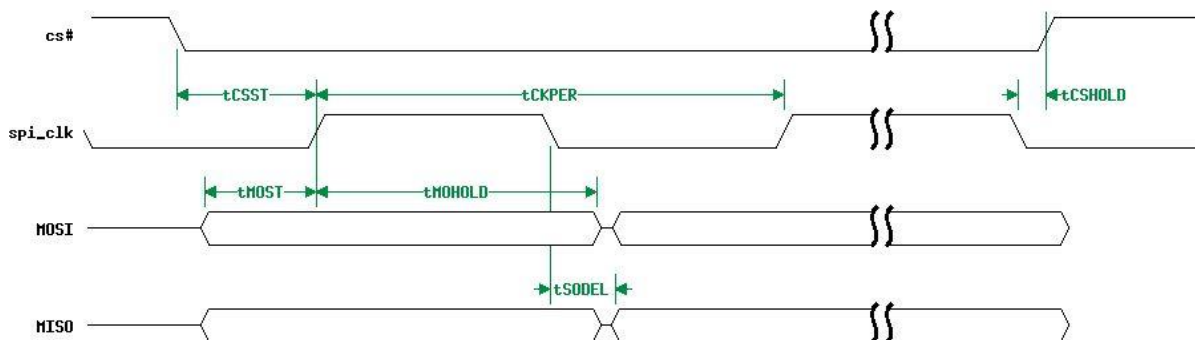 cs#
tCSST tCKPER tCSHOLD
spi_clk
tMOST tMOHOLD
MOSI
tSODEL
MISO